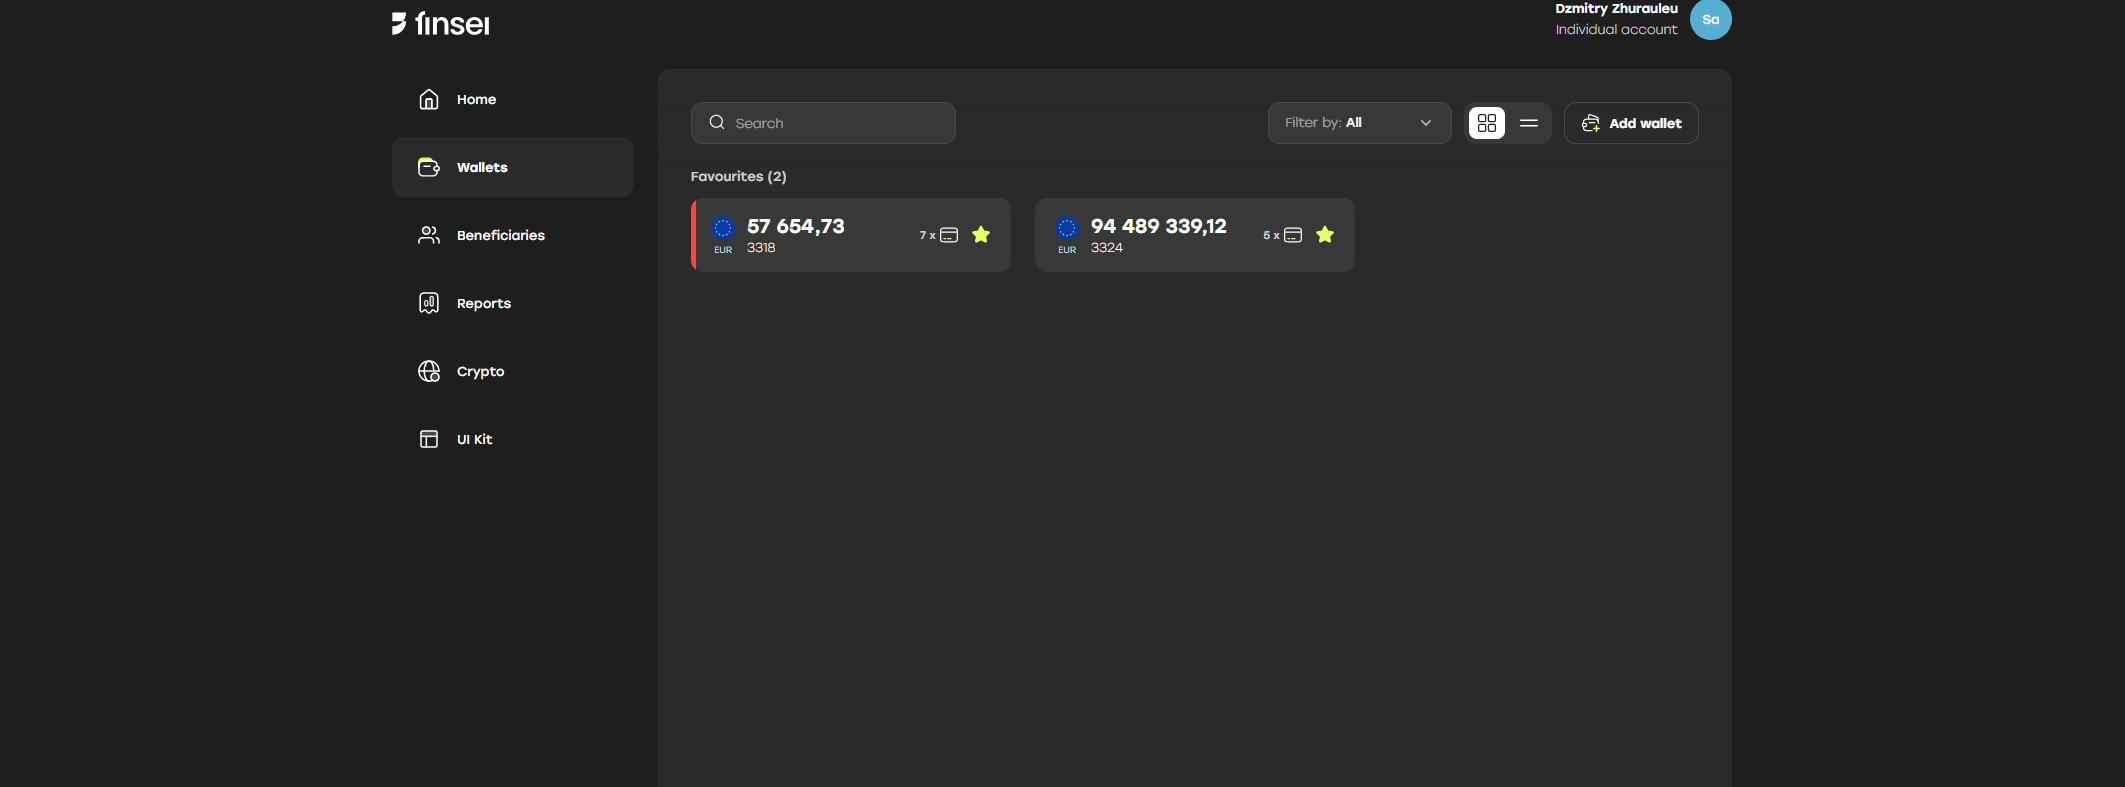 finsei
Dzmitry Zhurauleu
Individual account
Sa
Home
Wallets
Beneficiaries
Reports
Crypto
UI Kit
Search
Filter by: All
Add wallet
Favourites (2)
57 654,73
EUR
3318
7 x
94 489 339,12
EUR
3324
5 x